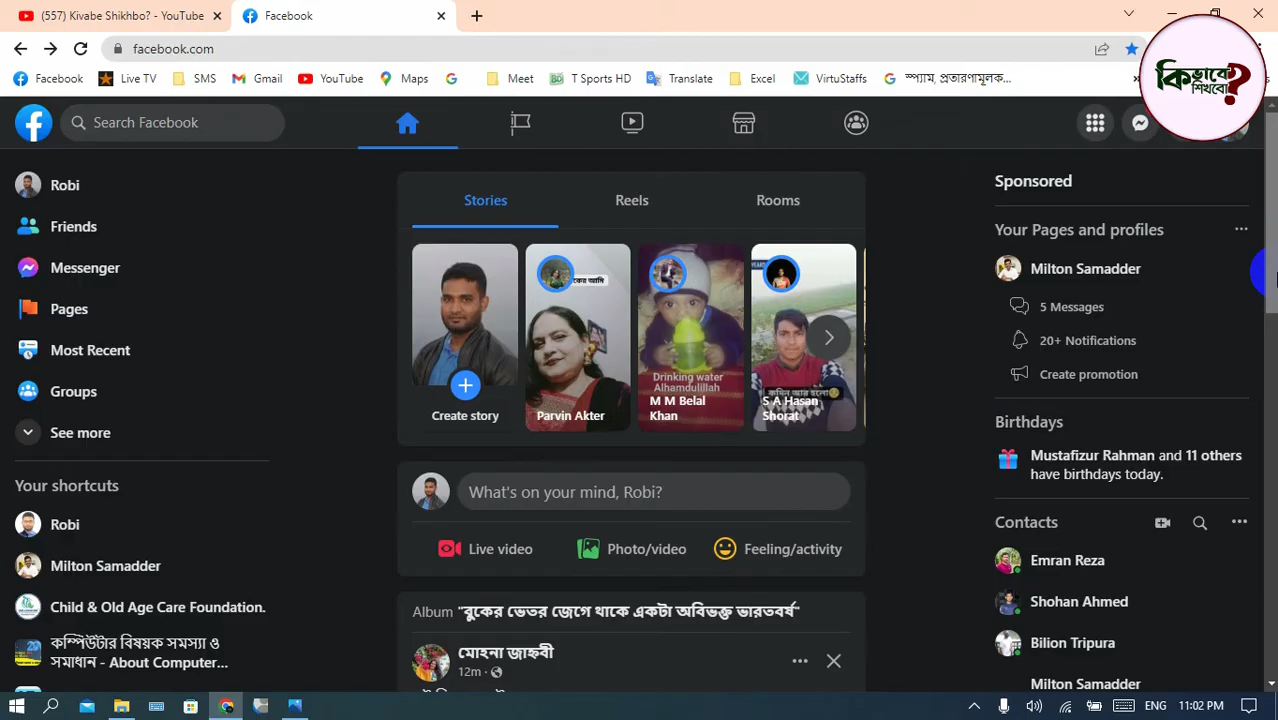 (557) Kivabe Shikhbo? - YouTube
Facebook
facebook.com
Facebook
Live TV
SMS
Gmail
YouTube
Maps
Meet
T Sports HD
Translate
Excel
VirtuStaffs
স্প্যাম, প্রতারণামূলক...
কিভাবে শিখবো?
Search Facebook
Robi
Friends
Messenger
Pages
Most Recent
Groups
See more
Your shortcuts
Robi
Milton Samadder
Child & Old Age Care Foundation.
কম্পিউটার বিষয়ক সমস্যা ও
সমাধান - About Computer...
Stories
Reels
Rooms
Create story
Parvin Akter
Drinking water
Alhamdulillah
M M Belal
Khan
S A Hasan
Shorat
What's on your mind, Robi?
Live video
Photo/video
Feeling/activity
Album "বুকের ভেতর জেগে থাকে একটা অবিভক্ত ভারতবর্ষ"
মোহনা জাহ্নবী
12m
Sponsored
Your Pages and profiles
Milton Samadder
5 Messages
20+ Notifications
Create promotion
Birthdays
Mustafizur Rahman and 11 others
have birthdays today.
Contacts
Emran Reza
Shohan Ahmed
Bilion Tripura
Milton Samadder
ENG
11:02 PM